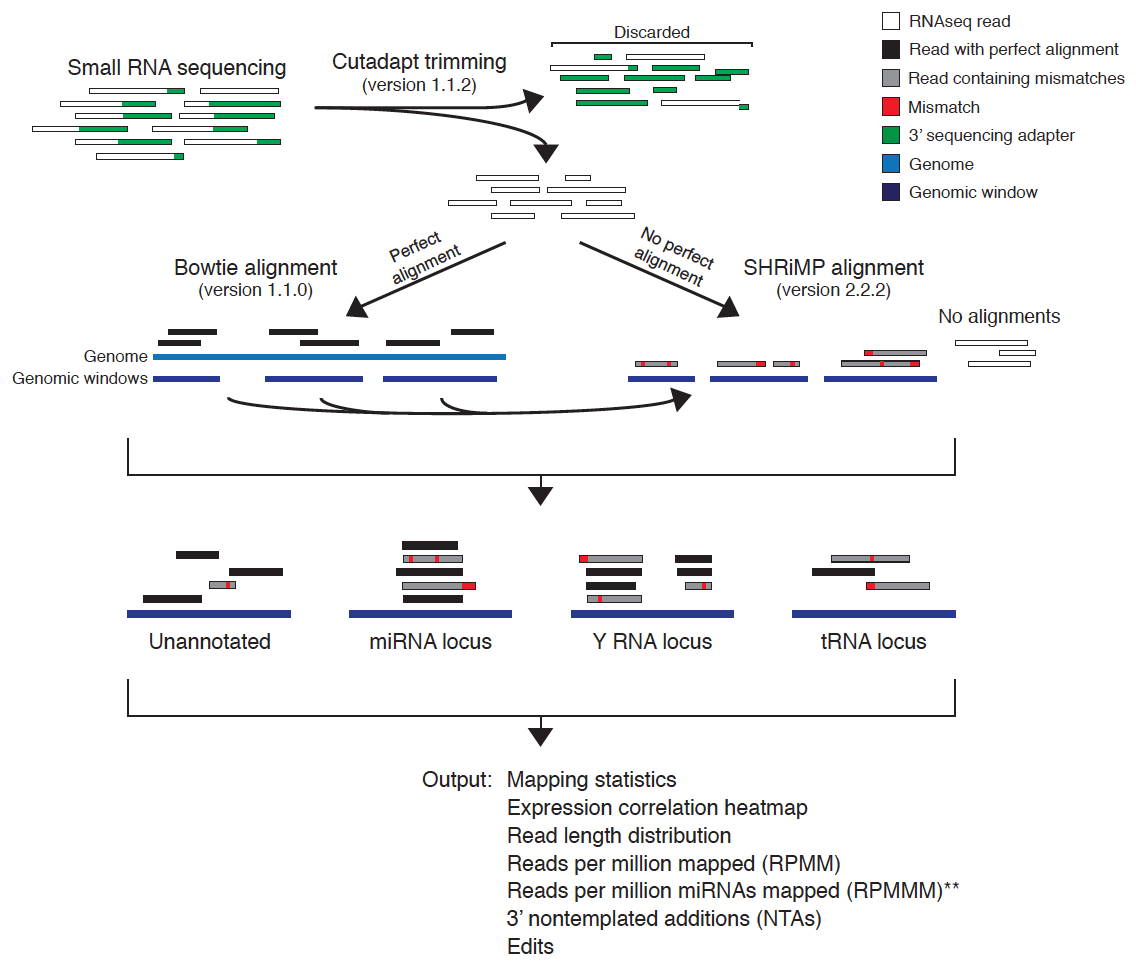 Small RNA sequencing
Cutadapt trimming
(version 1.1.2)
Discarded
RNAseq read
Read with perfect alignment
Read containing mismatches
Mismatch
3’ sequencing adapter
Genome
Genomic window
Perfect
alignment
No perfect
alignment
Bowtie alignment
(version 1.1.0)
SHRiMP alignment
(version 2.2.2)
No alignments
Genome
Genomic windows
Unannotated
miRNA locus
Y RNA locus
tRNA locus
Output: Mapping statistics
Expression correlation heatmap
Read length distribution
Reads per million mapped (RPMM)
Reads per million miRNAs mapped (RPMMM)**
3’ nontemplated additions (NTAs)
Edits